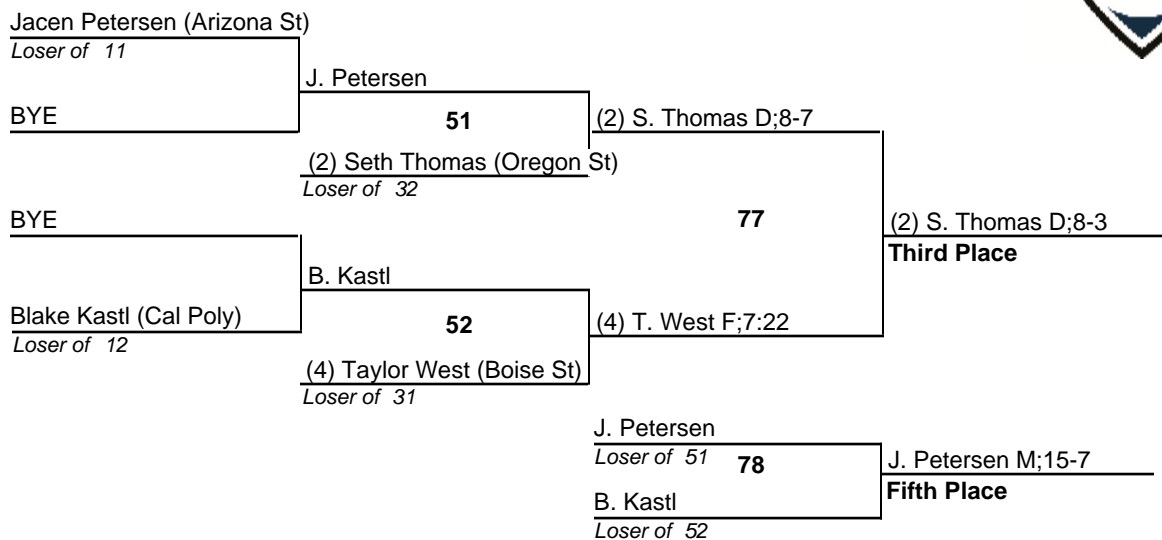 Jacen Petersen (Arizona St)
Loser of 11
J. Petersen
BYE
51
(2) S. Thomas D;8-7
(2) Seth Thomas (Oregon St)
Loser of 32
BYE
77
(2) S. Thomas D;8-3
Third Place
B. Kastl
Blake Kastl (Cal Poly)
Loser of 12
52
(4) T. West F;7:22
(4) Taylor West (Boise St)
Loser of 31
J. Petersen
Loser of 51
78
J. Petersen M;15-7
Fifth Place
B. Kastl
Loser of 52